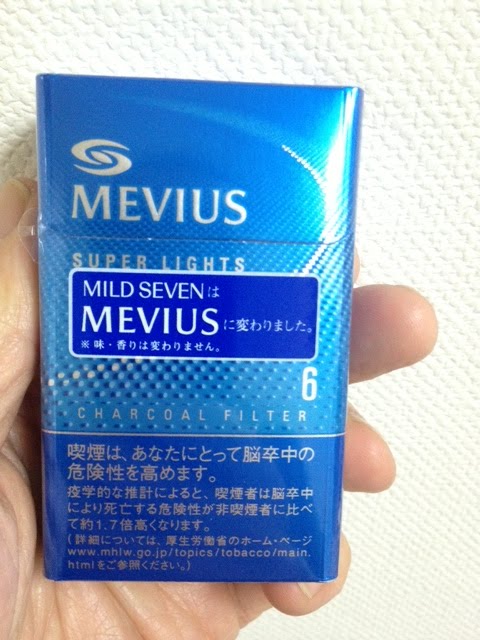 MEVIUS
SUPER LIGHTS
MILD SEVENは
MEVIUSに変わりました。
※味・香りは変わりません。
6
CHARCOAL FILTER
喫煙は、あなたにとって脳卒中の
危険性を高めます。
疫学的な推計によると、喫煙者は脳卒中
により死亡する危険性が非喫煙者に比べ
て約1.7倍高くなります。
(詳細については、厚生労働省のホーム・ページ
www.mhlw.go.jp/topics/tobacco/main.
htmlをご参照ください。)